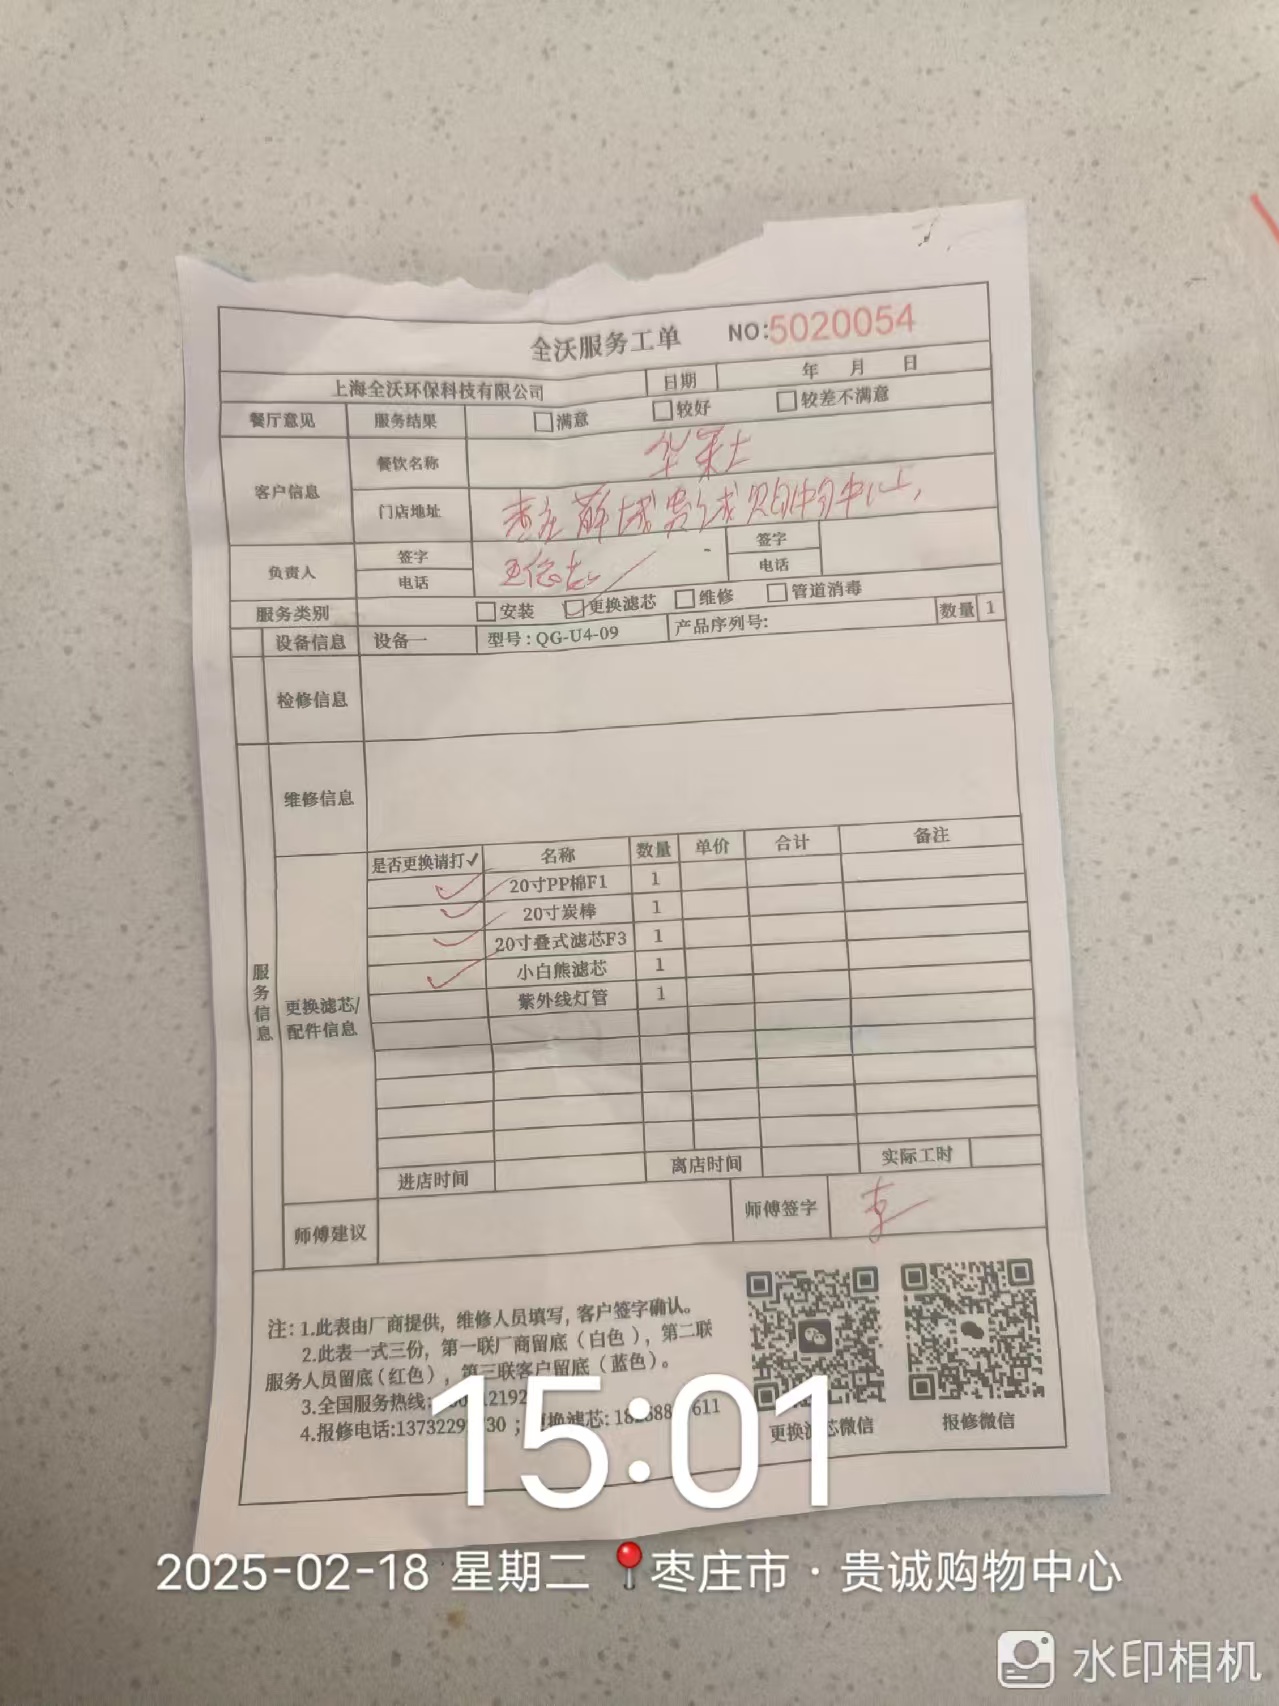 全沃服务工单 NO:5020054
上海全沃环保科技有限公司 日期 年 月 日
餐厅意见 服务结果 满意 较好 较差不满意
客户信息 餐饮名称 华莱士
门店地址 枣庄薛城贵诚购物中心
负责人 签字 签字
电话 电话
服务类别 安装 更换滤芯 维修 管道消毒
设备信息 设备一 型号:QG-U4-09 产品序列号: 数量 1
检修信息
维修信息
服务信息
更换滤芯/配件信息
是否更换请打✓ 名称 数量 单价 合计 备注
✓ 20寸PP棉F1 1
✓ 20寸炭棒 1
✓ 20寸叠式滤芯F3 1
✓ 小白熊滤芯 1
紫外线灯管 1
进店时间 离店时间 实际工时
师傅建议 师傅签字
注: 1.此表由厂商提供, 维修人员填写, 客户签字确认。
2.此表一式三份, 第一联厂商留底(白色), 第二联
服务人员留底(红色), 第三联客户留底(蓝色)。
3.全国服务热线:
4.报修电话:
更换滤芯微信 报修微信
15:01
2025-02-18 星期二 枣庄市·贵诚购物中心
水印相机